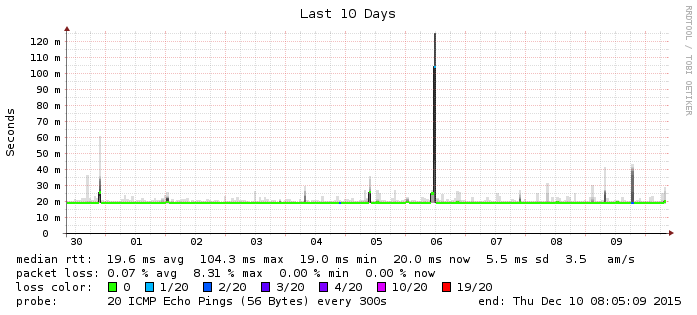 Last 10 Days
RRDTOOL / TOBI OETIKER
Seconds
120 m
110 m
100 m
90 m
80 m
70 m
60 m
50 m
40 m
30 m
20 m
10 m
0
30 01 02 03 04 05 06 07 08 09
median rtt: 19.6 ms avg 104.3 ms max 19.0 ms min 20.0 ms now 5.5 ms sd 3.5 am/s
packet loss: 0.07 % avg 8.31 % max 0.00 % min 0.00 % now
loss color: 0 1/20 2/20 3/20 4/20 10/20 19/20
probe: 20 ICMP Echo Pings (56 Bytes) every 300s end: Thu Dec 10 08:05:09 2015